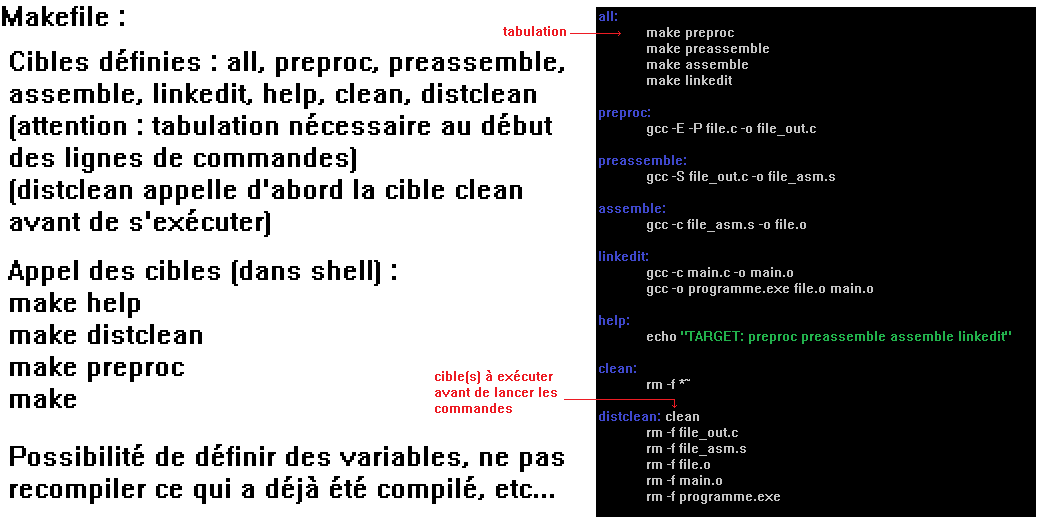 Makefile :
Cibles définies : all, preproc, preassemble,
assemble, linkedit, help, clean, distclean
(attention : tabulation nécessaire au début
des lignes de commandes)
(distclean appelle d'abord la cible clean
avant de s'exécuter)
Appel des cibles (dans shell) :
make help
make distclean
make preproc
make
Possibilité de définir des variables, ne pas
recompiler ce qui a déjà été compilé, etc...
tabulation
cible(s) à exécuter
avant de lancer les
commandes
all:
make preproc
make preassemble
make assemble
make linkedit
preproc:
gcc -E -P file.c -o file_out.c
preassemble:
gcc -S file_out.c -o file_asm.s
assemble:
gcc -c file_asm.s -o file.o
linkedit:
gcc -c main.c -o main.o
gcc -o programme.exe file.o main.o
help:
echo "TARGET: preproc preassemble assemble linkedit"
clean:
rm -f *~
distclean: clean
rm -f file_out.c
rm -f file_asm.s
rm -f file.o
rm -f main.o
rm -f programme.exe